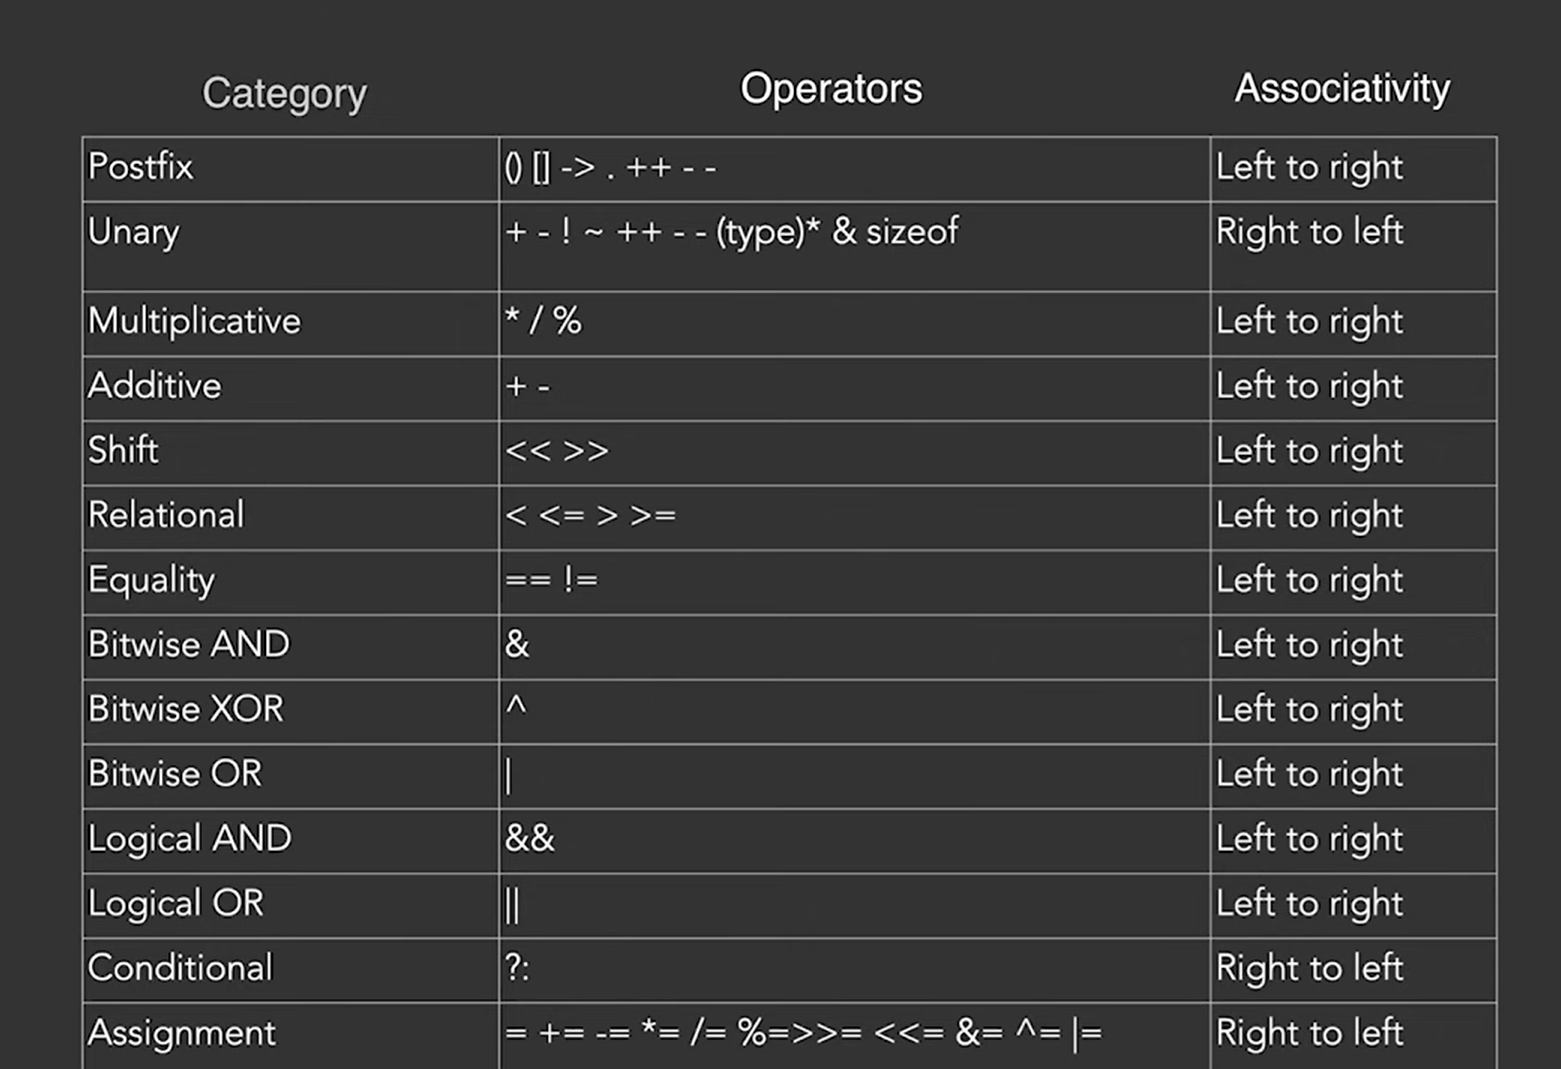 Category Operators Associativity
Postfix () [] -> . ++ - - Left to right
Unary + - ! ~ ++ - - (type)* & sizeof Right to left
Multiplicative * / % Left to right
Additive + - Left to right
Shift << >> Left to right
Relational < <= > >= Left to right
Equality == != Left to right
Bitwise AND & Left to right
Bitwise XOR ^ Left to right
Bitwise OR | Left to right
Logical AND && Left to right
Logical OR || Left to right
Conditional ?: Right to left
Assignment = += -= *= /= %=>>= <<= &= ^= |= Right to left